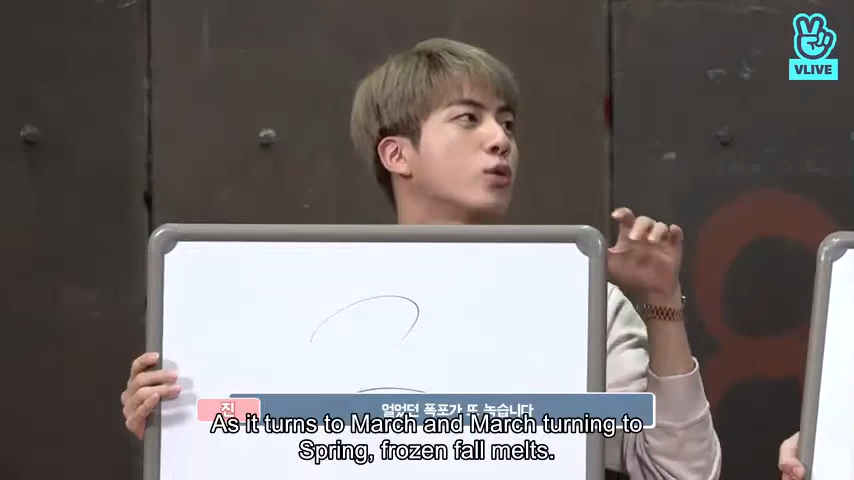 VLIVE
진
얼었던 폭포가 또 녹습니다
As it turns to March and March turning to
Spring, frozen fall melts.